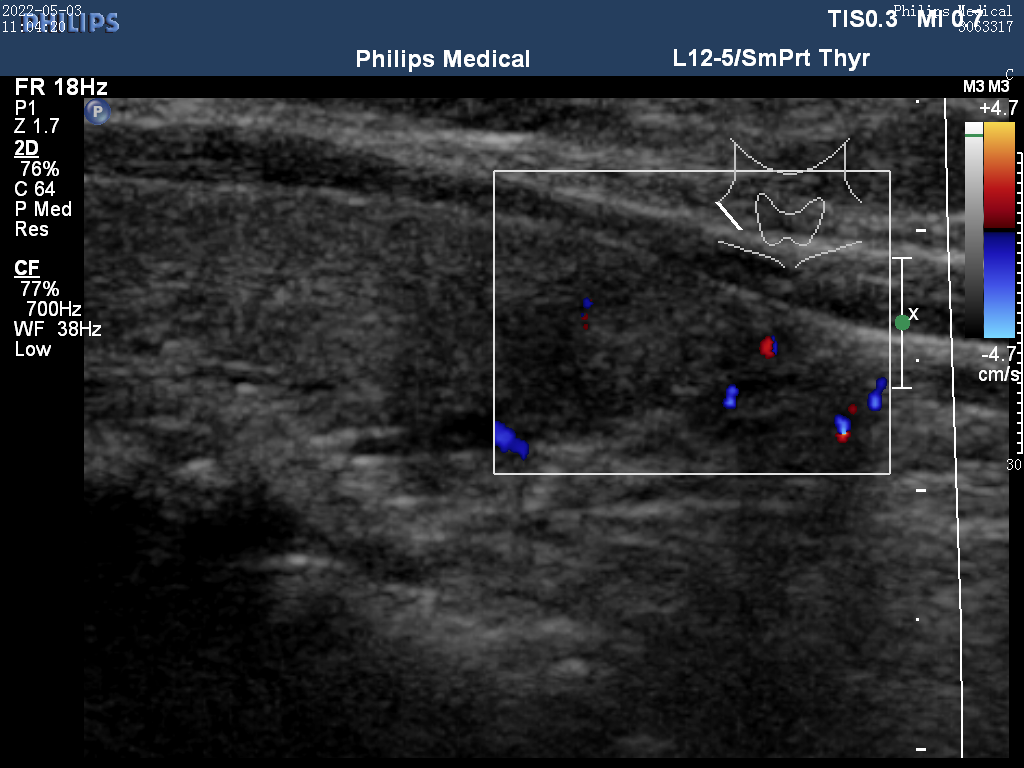 2022-05-03
11:04:20
PHILIPS
TIS0.3 MI 0.7
Philips Medical
3063317
Philips Medical
L12-5/SmPrt Thyr
FR 18Hz
P1
Z 1.7
2D
76%
C 64
P Med
Res
CF
77%
700Hz
WF 38Hz
Low
P
C
M3 M3
+4.7
x
-4.7
cm/s
30